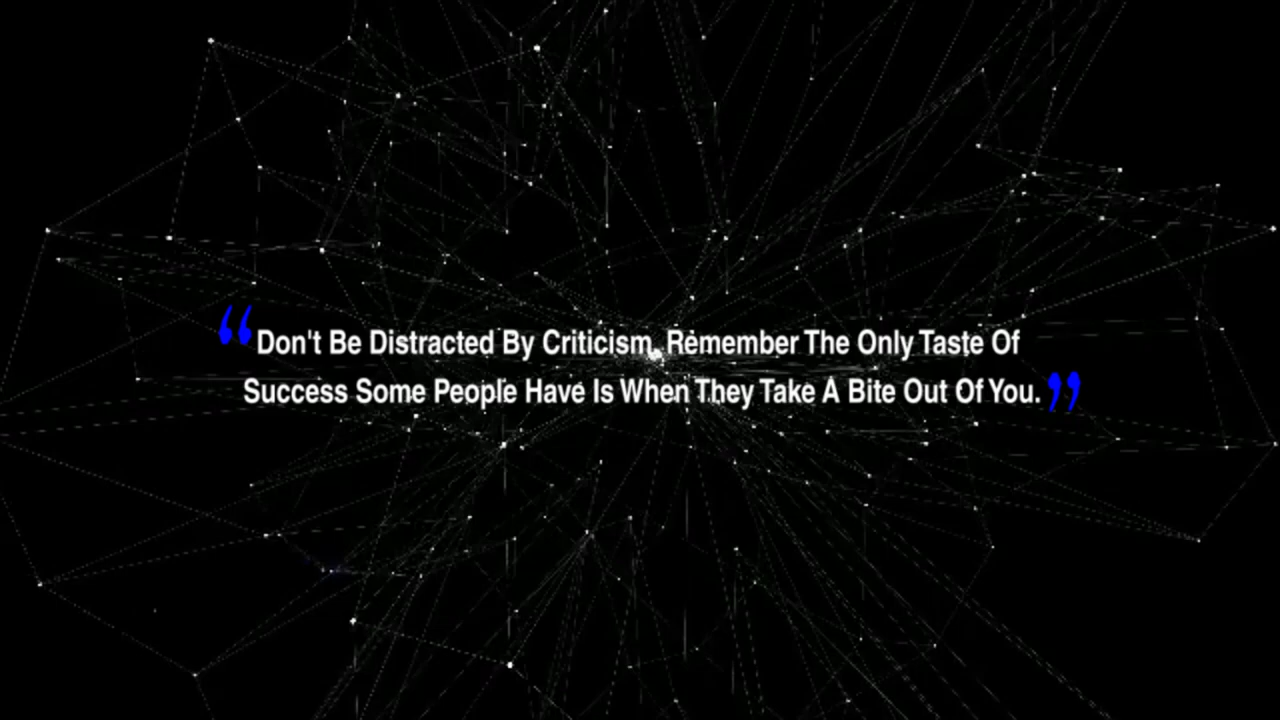 “Don't Be Distracted By Criticism. Remember The Only Taste Of
Success Some People Have Is When They Take A Bite Out Of You.”